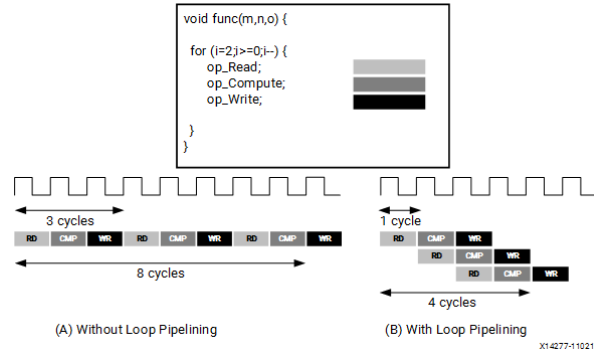 void func(m,n,o) {
for (i=2;i>=0;i--) {
op_Read;
op_Compute;
op_Write;
}
}
3 cycles
RD CMP WR RD CMP WR RD CMP WR
8 cycles
(A) Without Loop Pipelining
1 cycle
RD CMP WR
RD CMP WR
RD CMP WR
4 cycles
(B) With Loop Pipelining
X14277-11021